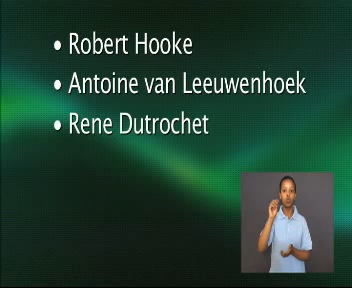 • Robert Hooke
• Antoine van Leeuwenhoek
• Rene Dutrochet